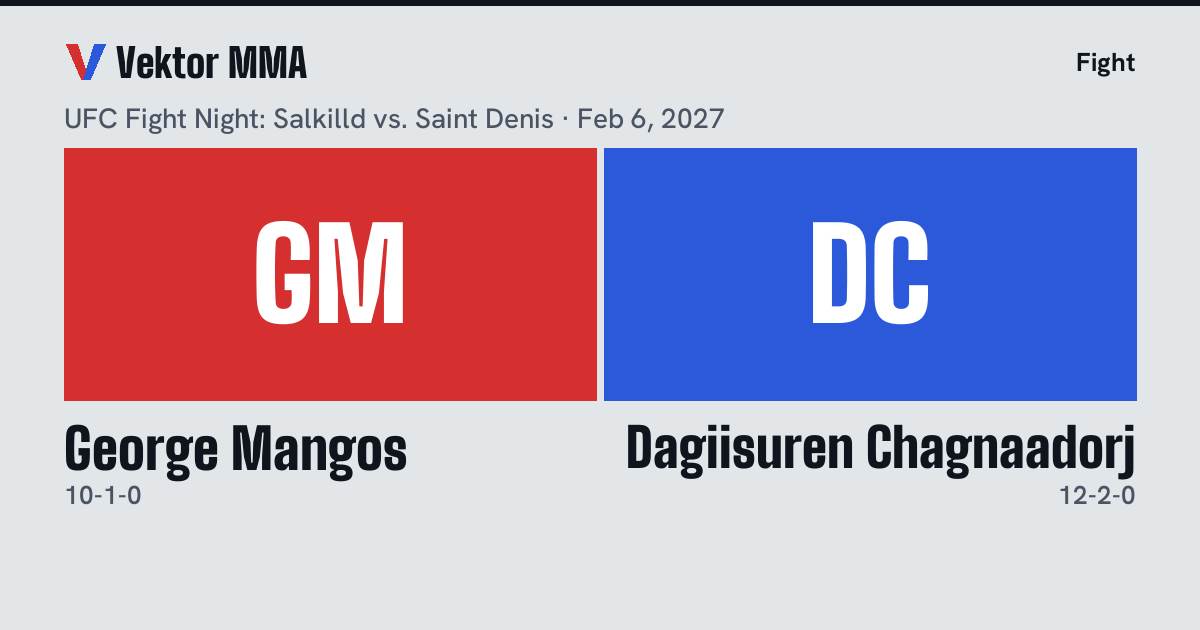 Vektor MMA
Fight
UFC Fight Night: Salkilld vs. Saint Denis · Feb 6, 2027
GM
DC
George Mangos
Dagiisuren Chagnaadorj
10-1-0
12-2-0